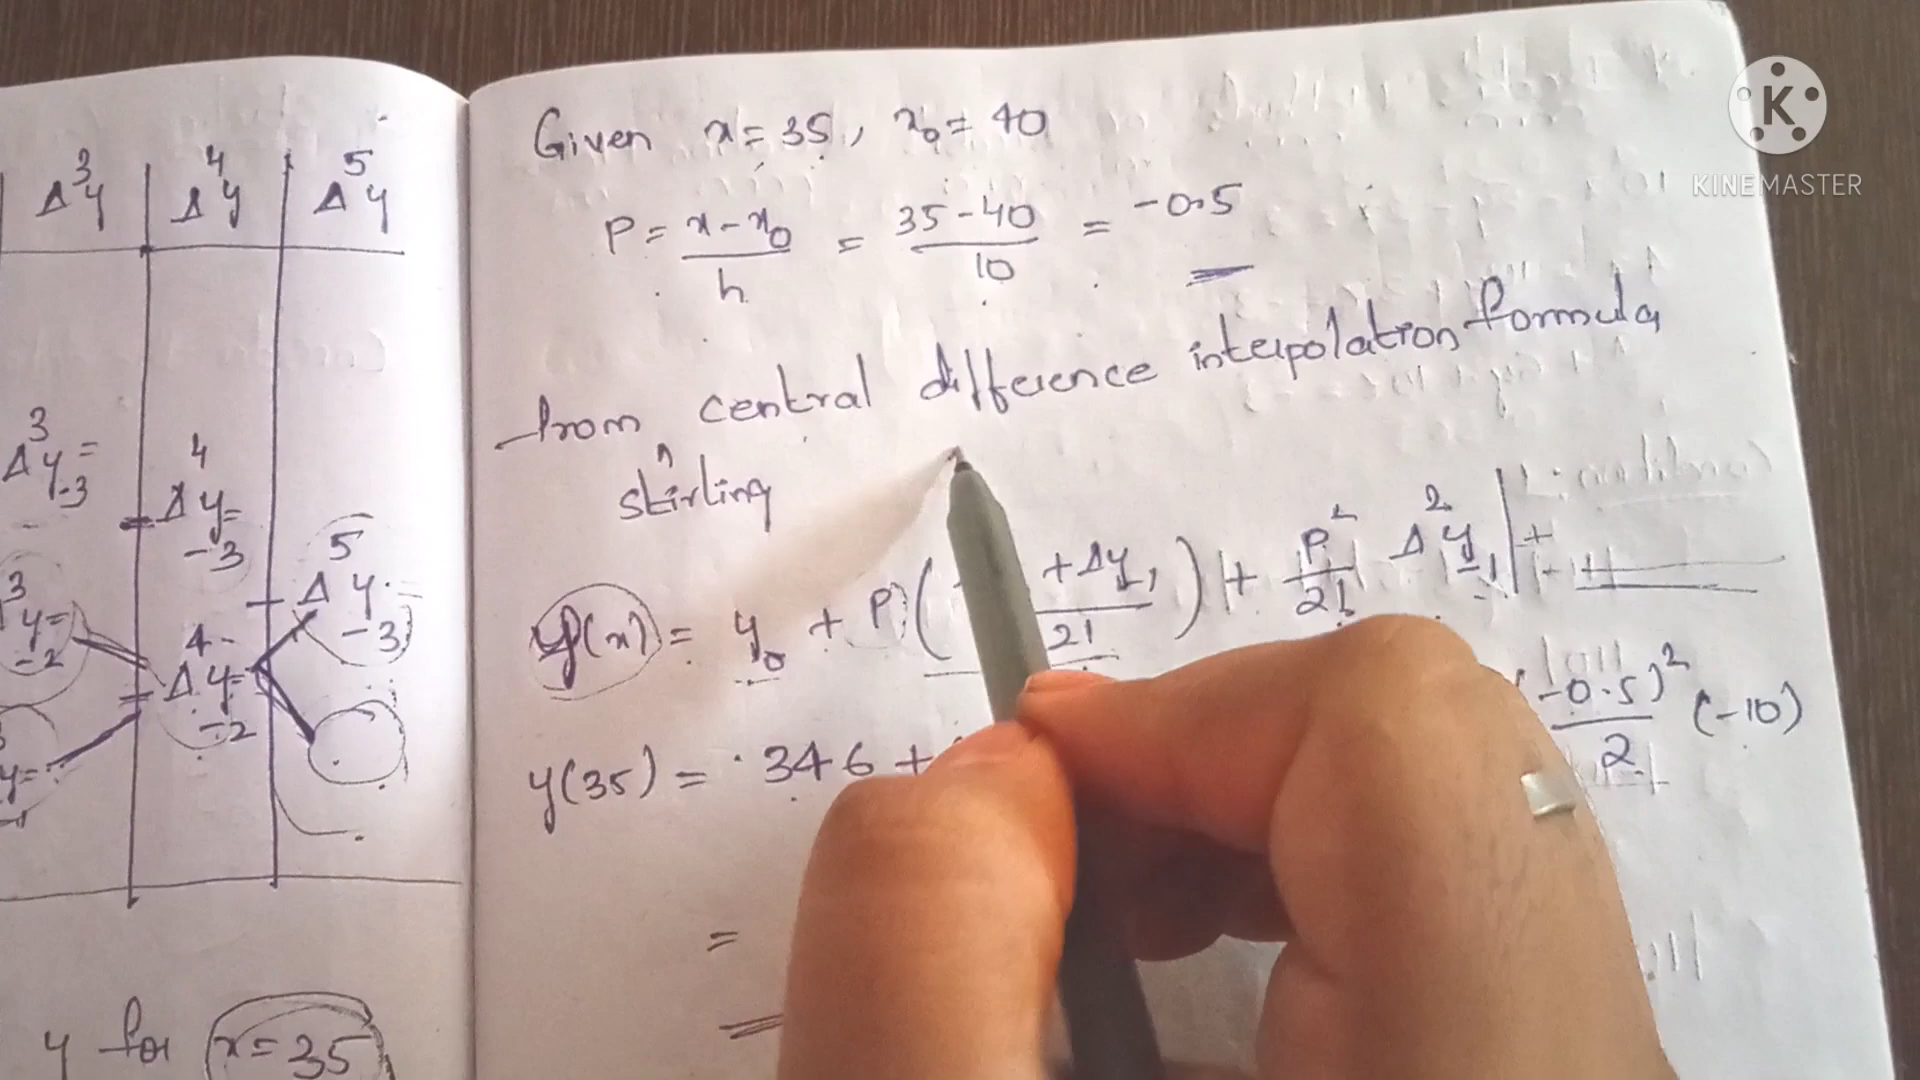 Δ³y Δ⁴y Δ⁵y
Δ³y₋₃ =
Δ⁴y₋₃ =
Δ⁵y₋₃
³y₋₂ =
Δ⁴y₋₂ =
y =
y for x = 35
Given x = 35, x₀ = 40
P = x - x₀ / h = 35 - 40 / 10 = -0.5
from central difference interpolation formula
stirling
y(x) = y₀ + P( + Δy₋₁ / 2! ) + P² / 2! Δ²y₋₁ +
y(35) = 346 + (-0.5)² / 2 (-10)
=
KINEMASTER